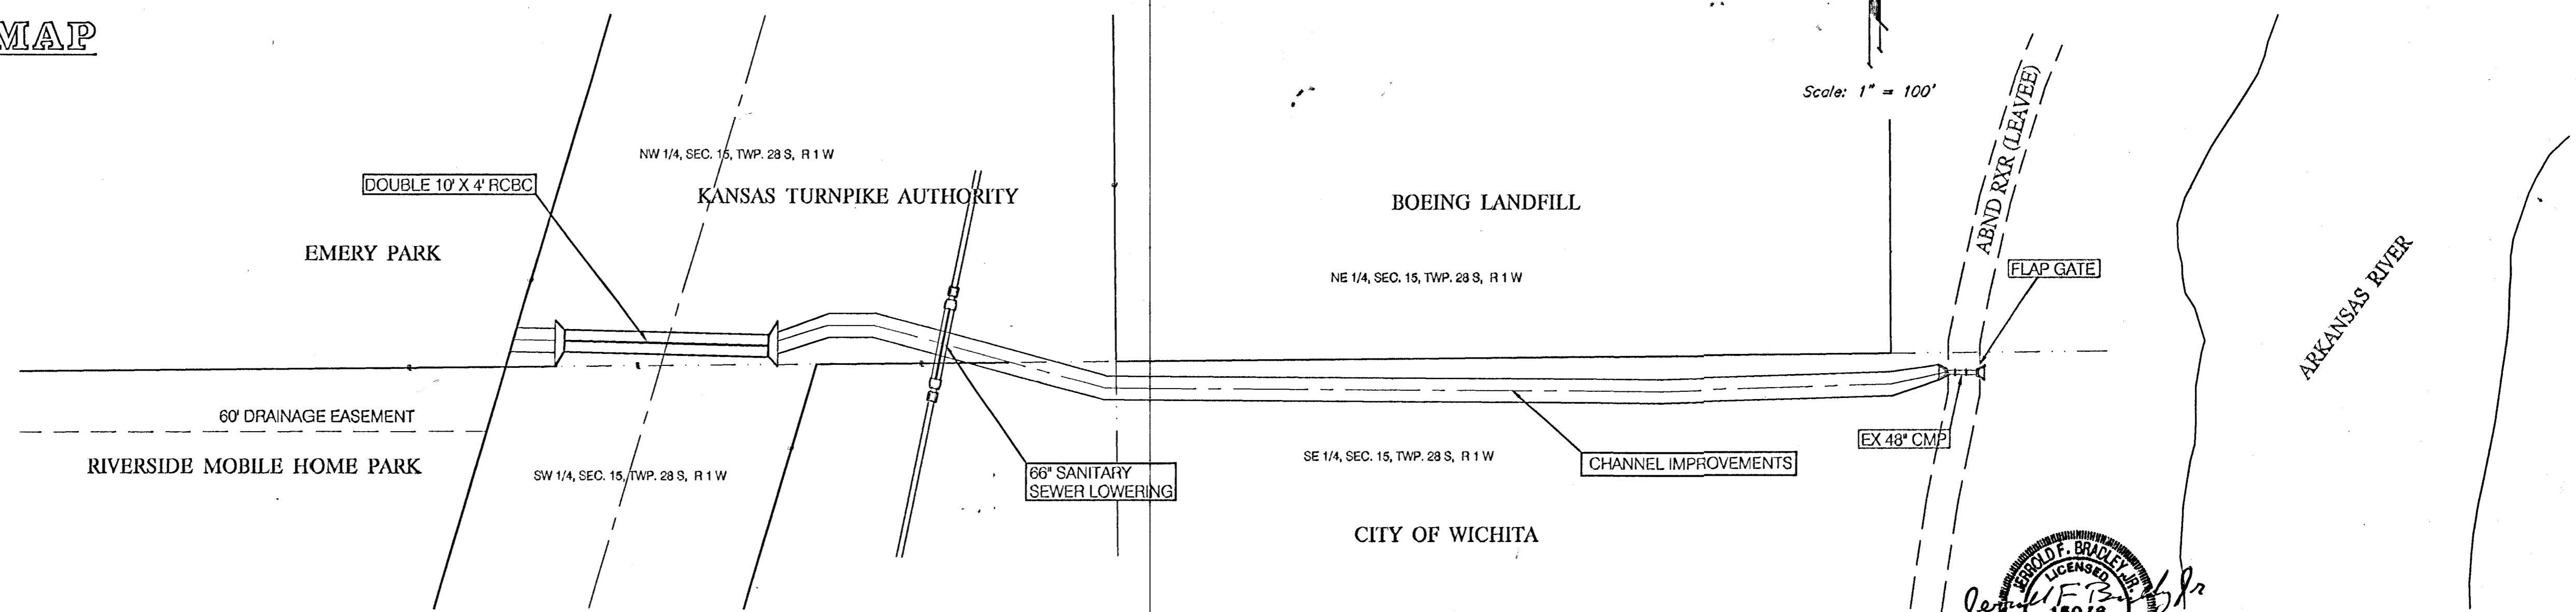 MAP
Scale: 1" = 100'
ABND RXR (LEAVEE)
NW 1/4, SEC. 15, TWP. 28 S, R 1 W
DOUBLE 10' X 4' RCBC
KANSAS TURNPIKE AUTHORITY
BOEING LANDFILL
EMERY PARK
FLAP GATE
NE 1/4, SEC. 15, TWP. 28 S, R 1 W
ARKANSAS RIVER
60' DRAINAGE EASEMENT
EX 48" CMP
RIVERSIDE MOBILE HOME PARK
SW 1/4, SEC. 15, TWP. 28 S, R 1 W
66" SANITARY
SEWER LOWERING
SE 1/4, SEC. 15, TWP. 28 S, R 1 W
CHANNEL IMPROVEMENTS
CITY OF WICHITA
JERROLD F. BRADLEY, JR.
LICENSED